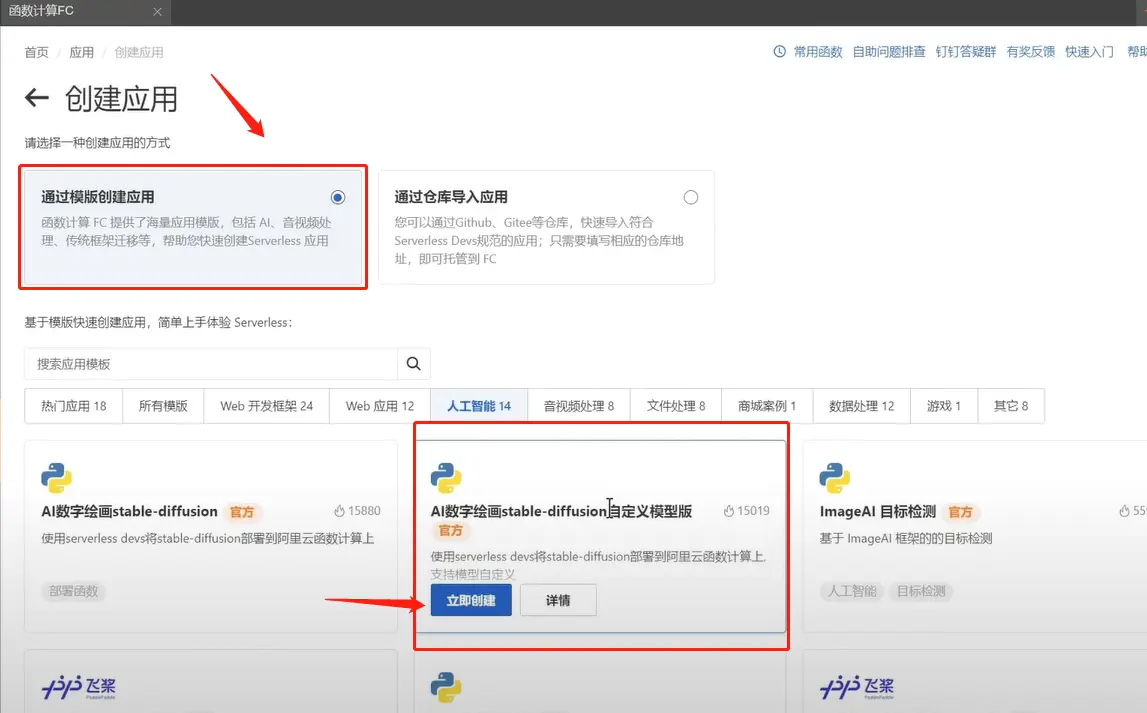 函数计算FC
首页 / 应用 / 创建应用
常用函数 自助问题排查 钉钉答疑群 有奖反馈 快速入门 帮助
创建应用
请选择一种创建应用的方式
通过模版创建应用
函数计算 FC 提供了海量应用模版，包括 AI、音视频处
理、传统框架迁移等，帮助您快速创建Serverless 应用
通过仓库导入应用
您可以通过Github、Gitee等仓库，快速导入符合
Serverless Devs规范的应用；只需要填写相应的仓库地
址，即可托管到 FC
基于模版快速创建应用，简单上手体验 Serverless：
搜索应用模板
热门应用 18 所有模版 Web 开发框架 24 Web 应用 12 人工智能 14 音视频处理 8 文件处理 8 商城案例 1 数据处理 12 游戏 1 其它 8
AI数字绘画stable-diffusion 官方 15880
使用serverless devs将stable-diffusion部署到阿里云函数计算上
部署函数
AI数字绘画stable-diffusion自定义模型版 15019
官方
使用serverless devs将stable-diffusion部署到阿里云函数计算上,
支持模型自定义
立即创建 详情
ImageAI 目标检测 官方
基于 ImageAI 框架的的目标检测
人工智能 目标检测
飞桨
PaddlePaddle
飞桨
PaddlePaddle